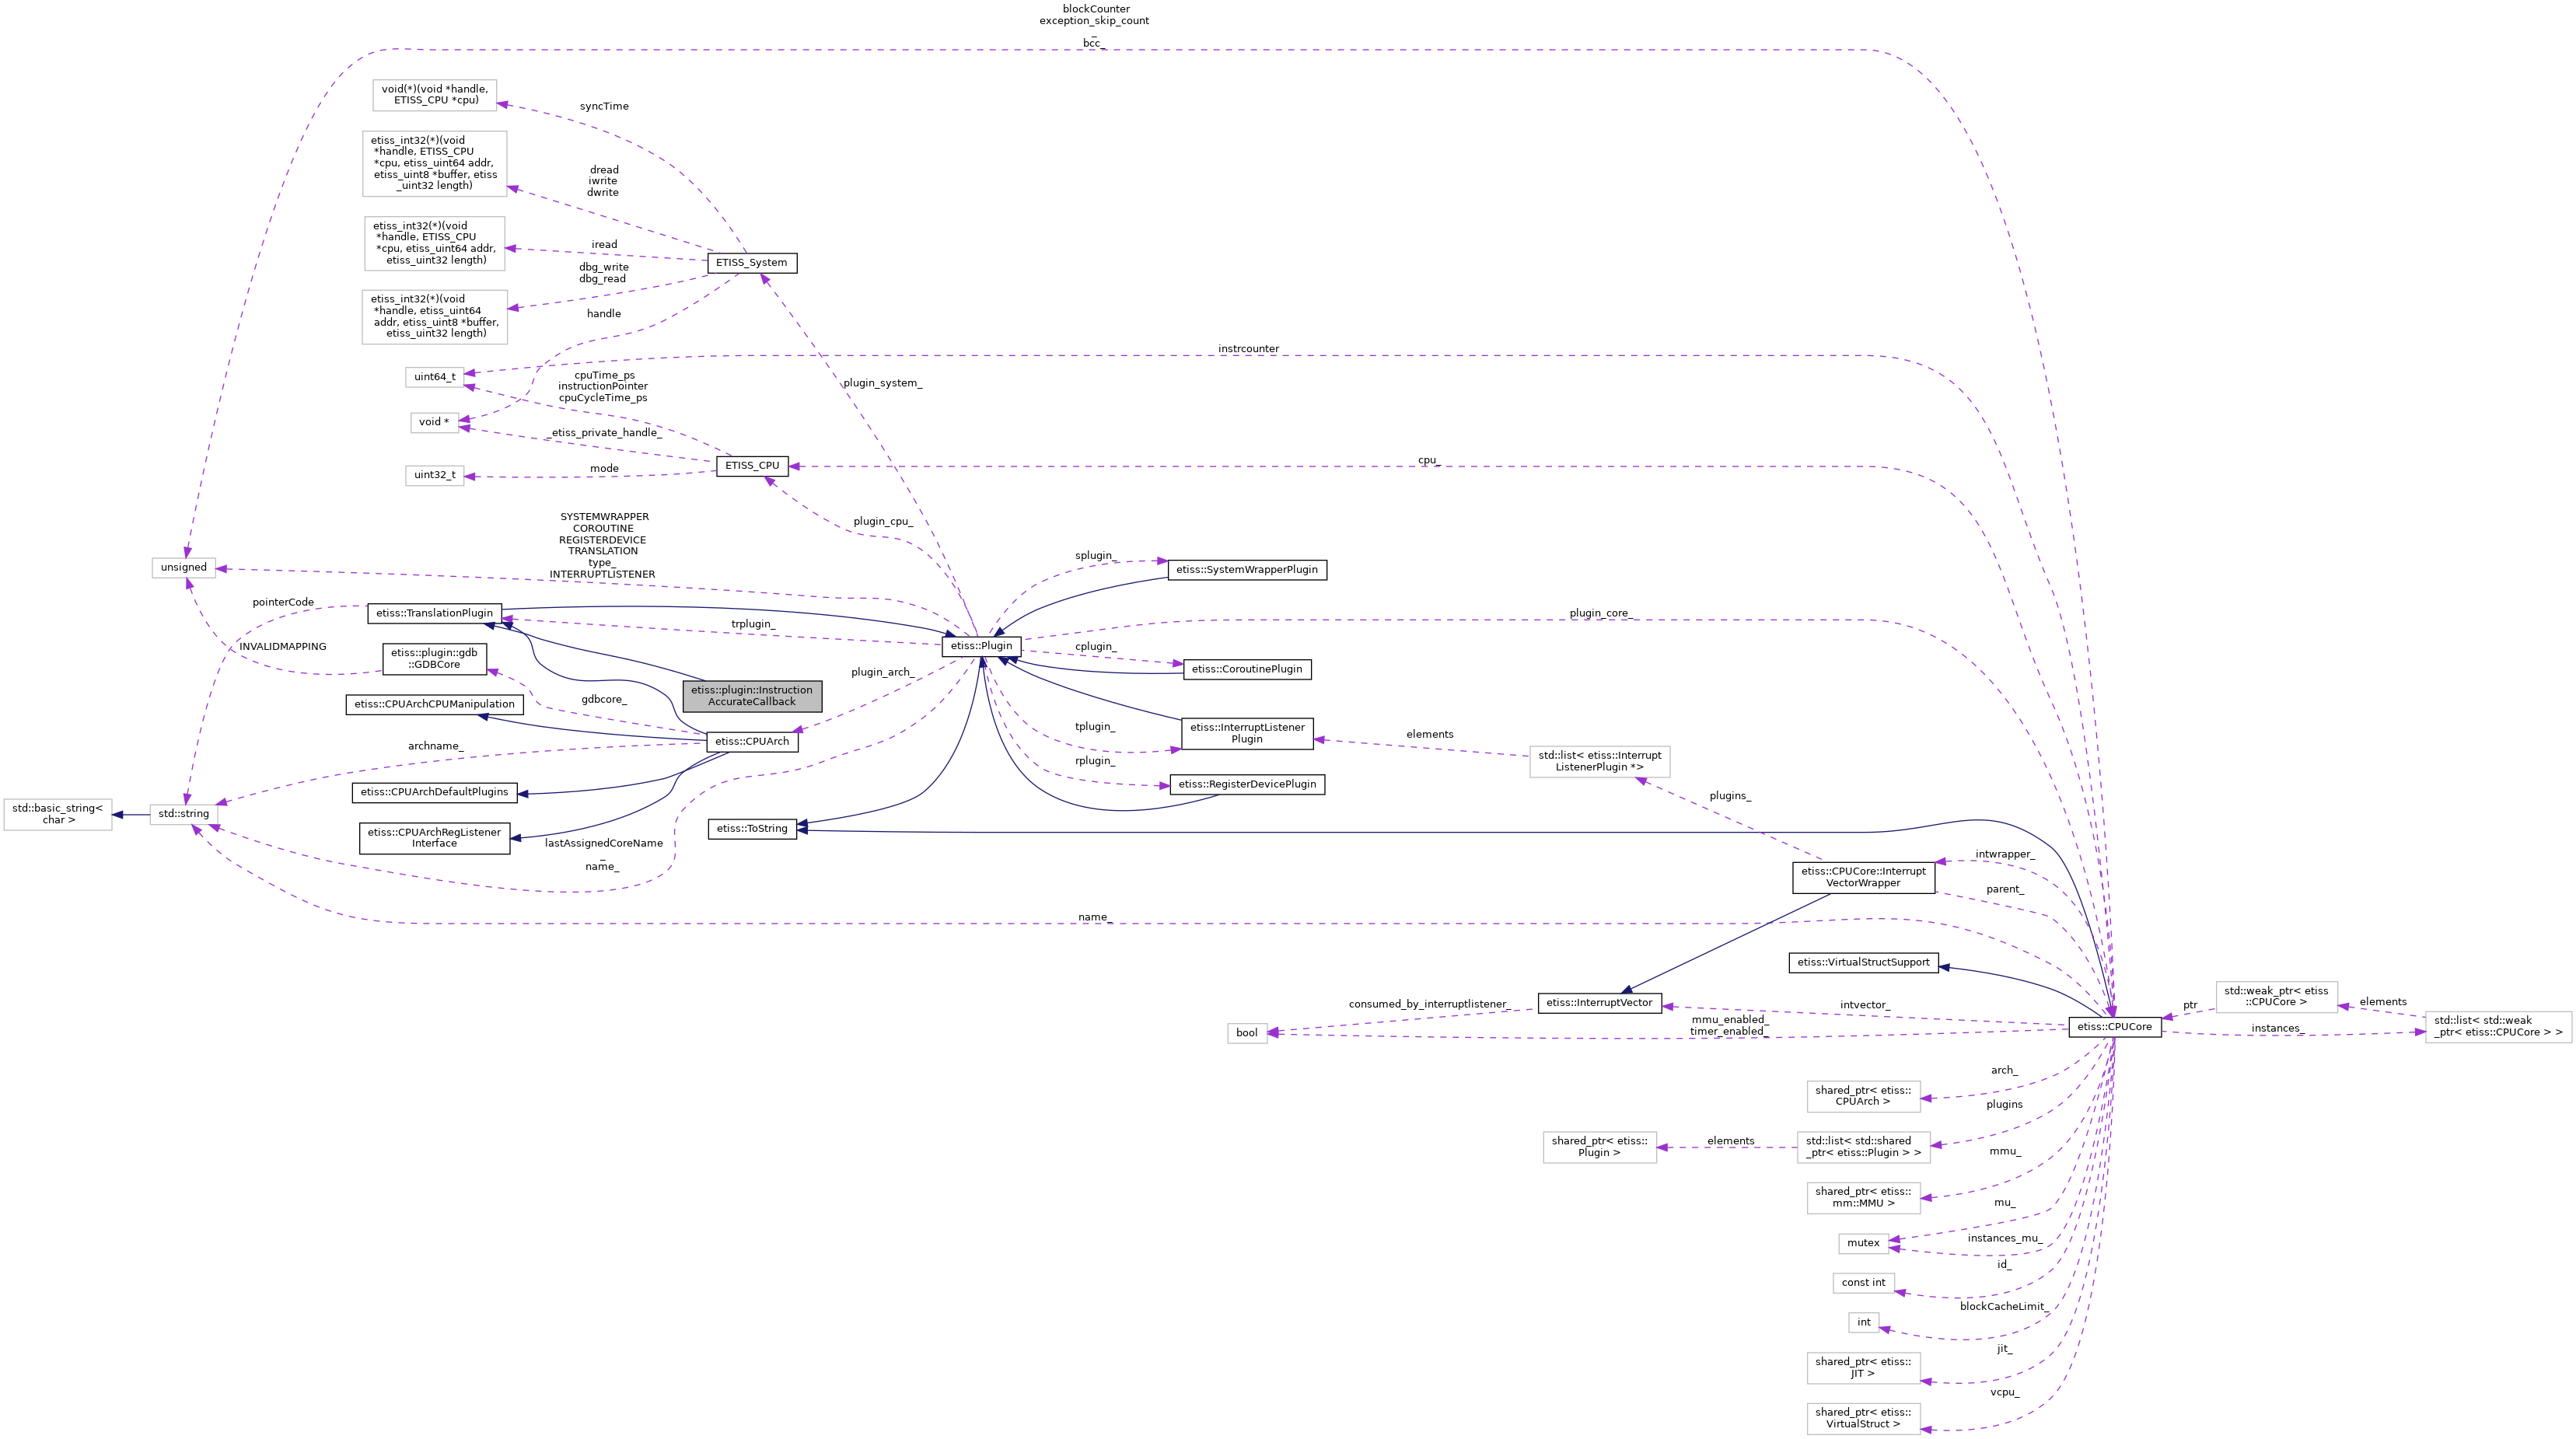 blockCounter
exception_skip_count
_
bcc_
void(*)(void *handle,
ETISS_CPU *cpu)
syncTime
etiss_int32(*)(void
*handle, ETISS_CPU
*cpu, etiss_uint64 addr,
etiss_uint8 *buffer, etiss
_uint32 length)
dread
iwrite
dwrite
etiss_int32(*)(void
*handle, ETISS_CPU
*cpu, etiss_uint64 addr,
etiss_uint32 length)
iread
ETISS_System
dbg_write
dbg_read
etiss_int32(*)(void
*handle, etiss_uint64
addr, etiss_uint8 *buffer,
etiss_uint32 length)
handle
instrcounter
uint64_t
cpuTime_ps
instructionPointer
cpuCycleTime_ps
plugin_system_
void *
_etiss_private_handle_
ETISS_CPU
cpu_
uint32_t
mode
plugin_cpu_
SYSTEMWRAPPER
COROUTINE
REGISTERDEVICE
TRANSLATION
type_
INTERRUPTLISTENER
unsigned
splugin_
etiss::SystemWrapperPlugin
pointerCode
etiss::TranslationPlugin
trplugin_
plugin_core_
INVALIDMAPPING
etiss::plugin::gdb
::GDBCore
etiss::Plugin
cplugin_
etiss::CoroutinePlugin
plugin_arch_
etiss::plugin::Instruction
AccurateCallback
gdbcore_
etiss::CPUArchCPUManipulation
etiss::CPUArch
tplugin_
etiss::InterruptListener
Plugin
elements
std::list< etiss::Interrupt
ListenerPlugin *>
archname_
rplugin_
etiss::RegisterDevicePlugin
etiss::CPUArchDefaultPlugins
plugins_
std::basic_string<
char >
std::string
etiss::CPUArchRegListener
Interface
etiss::ToString
lastAssignedCoreName
_
name_
intwrapper_
etiss::CPUCore::Interrupt
VectorWrapper
parent_
name_
etiss::VirtualStructSupport
consumed_by_interruptlistener_
etiss::InterruptVector
intvector_
bool
mmu_enabled_
timer_enabled_
etiss::CPUCore
ptr
std::weak_ptr< etiss
::CPUCore >
elements
instances_
std::list< std::weak
_ptr< etiss::CPUCore > >
arch_
shared_ptr< etiss::
CPUArch >
plugins
shared_ptr< etiss::
Plugin >
elements
std::list< std::shared
_ptr< etiss::Plugin > >
mmu_
shared_ptr< etiss::
mm::MMU >
mu_
mutex
instances_mu_
id_
const int
blockCacheLimit_
int
jit_
shared_ptr< etiss::
JIT >
vcpu_
shared_ptr< etiss::
VirtualStruct >